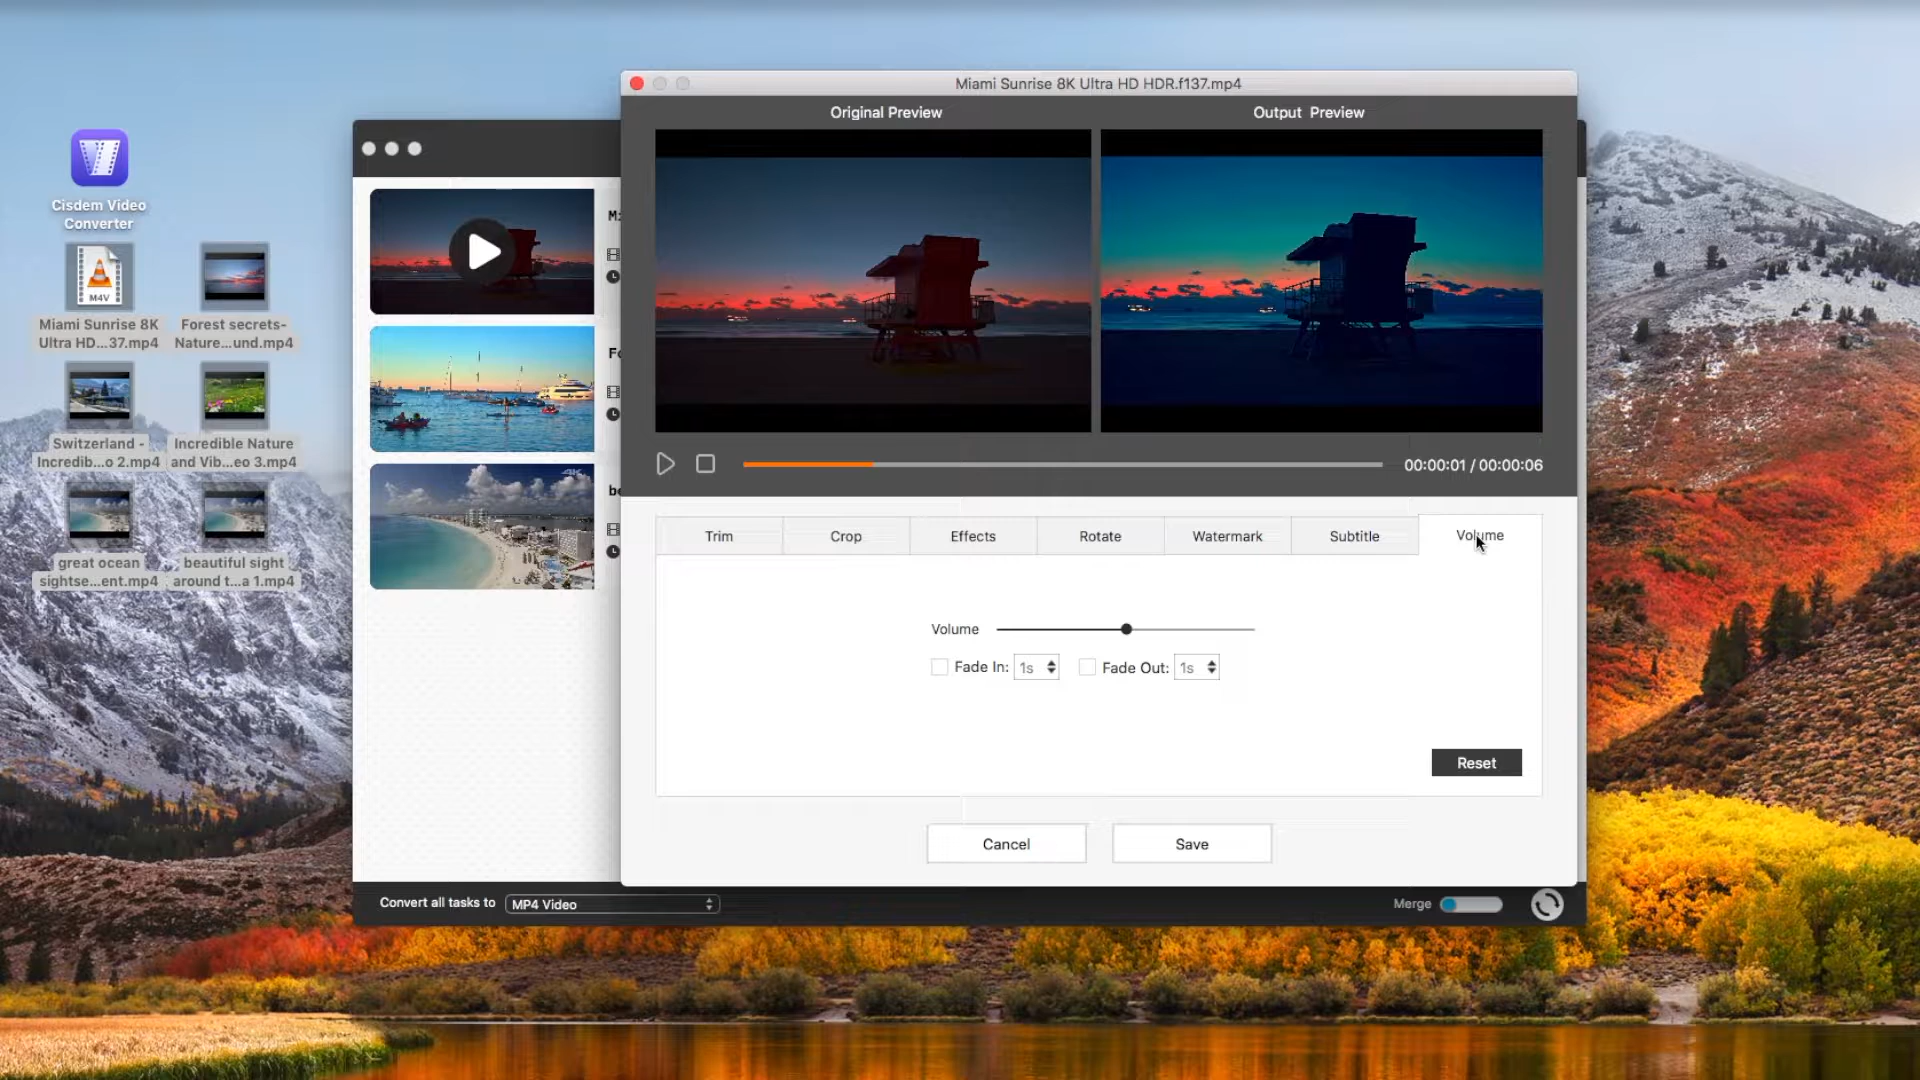 Miami Sunrise 8K Ultra HD HDR.f137.mp4
Original Preview
Output Preview
Cisdem Video
Converter
M4V
Miami Sunrise 8K
Ultra HD...37.mp4
Forest secrets-
Nature...und.mp4
Switzerland -
Incredib...o 2.mp4
Incredible Nature
and Vib...eo 3.mp4
great ocean
sightse...ent.mp4
beautiful sight
around t...a 1.mp4
4K
00:00:01 / 00:00:06
Trim
Crop
Effects
Rotate
Watermark
Subtitle
Volume
Volume
Fade In: 1s
Fade Out: 1s
Reset
Cancel
Save
Convert all tasks to
MP4 Video
Merge